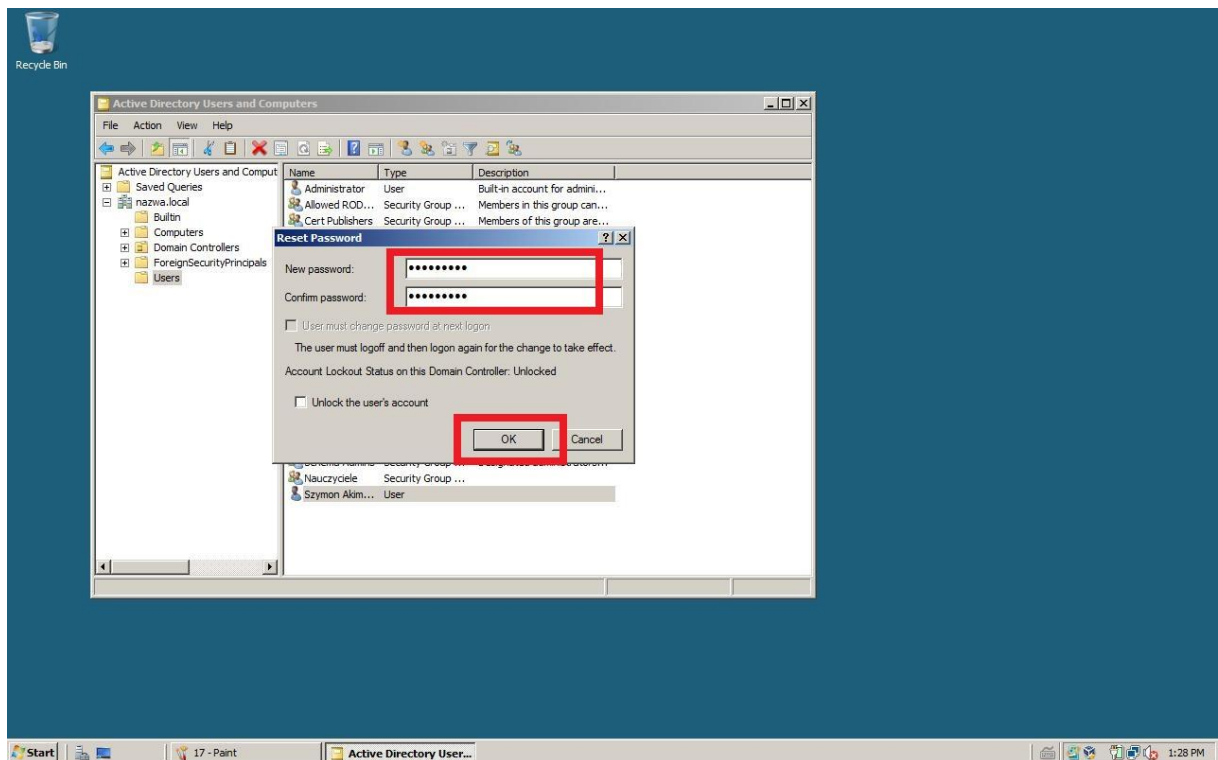 Recycle Bin
Active Directory Users and Computers
File Action View Help
Active Directory Users and Comput
Saved Queries
nazwa.local
Builtin
Computers
Domain Controllers
ForeignSecurityPrincipals
Users
Name Type Description
Administrator User Built-in account for admini...
Allowed ROD... Security Group ... Members in this group can...
Cert Publishers Security Group ... Members of this group are...
Reset Password
New password:
Confirm password:
User must change password at next logon
The user must logoff and then logon again for the change to take effect.
Account Lockout Status on this Domain Controller: Unlocked
Unlock the user's account
OK Cancel
Nauczyciele Security Group ...
Szymon Akim... User
Start 17 - Paint Active Directory User... 1:28 PM